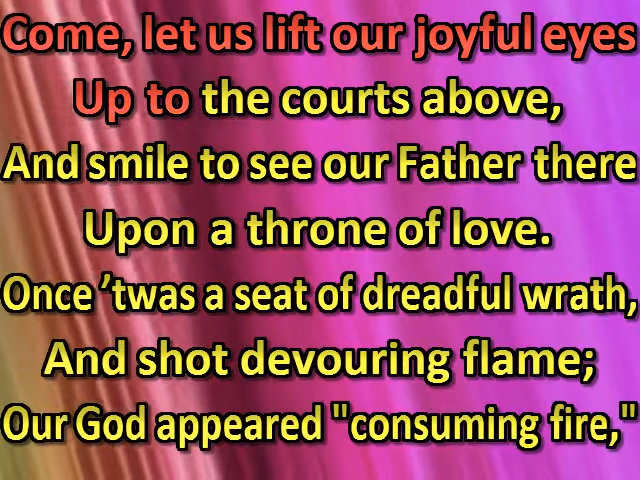 Come, let us lift our joyful eyes
Up to the courts above,
And smile to see our Father there
Upon a throne of love.
Once ’twas a seat of dreadful wrath,
And shot devouring flame;
Our God appeared "consuming fire,"